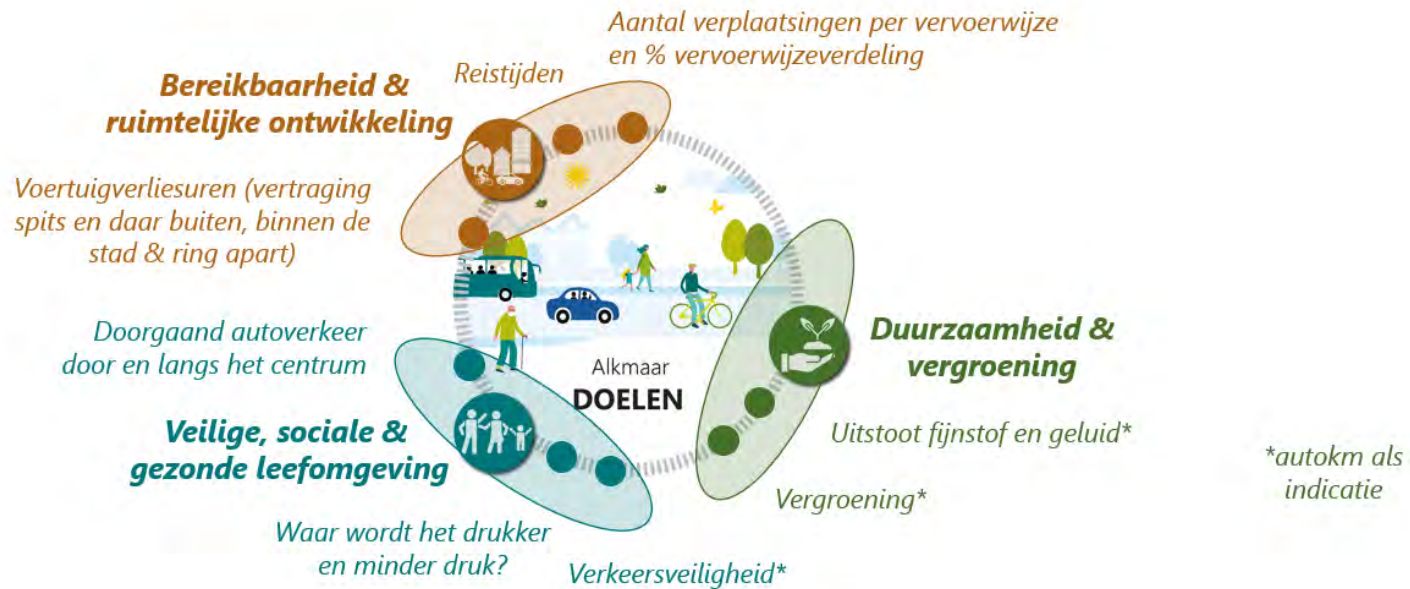 Aantal verplaatsingen per vervoerwijze
en % vervoerwijzeverdeling
Reistijden
Bereikbaarheid &
ruimtelijke ontwikkeling
Voertuigverliesuren (vertraging
spits en daar buiten, binnen de
stad & ring apart)
Doorgaand autoverkeer
door en langs het centrum
Veilige, sociale &
gezonde leefomgeving
Waar wordt het drukker
en minder druk?
Verkeersveiligheid*
Alkmaar
DOELEN
Duurzaamheid &
vergroening
Uitstoot fijnstof en geluid*
Vergroening*
*autokm als
indicatie